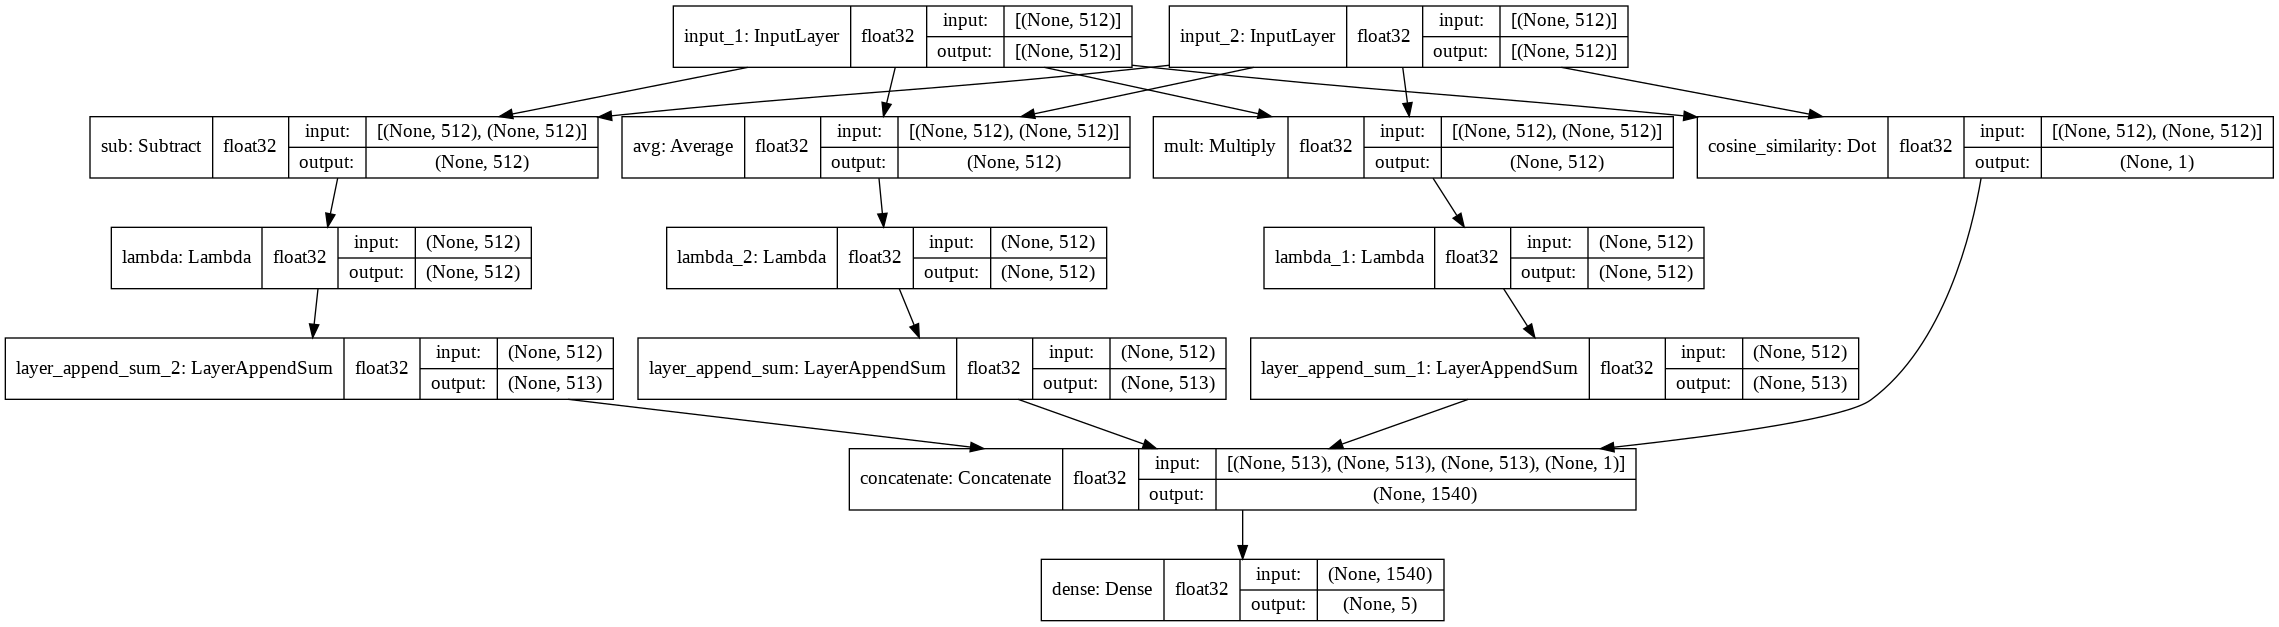 input_1: InputLayer float32 input: [(None, 512)]
output: [(None, 512)]
input_2: InputLayer float32 input: [(None, 512)]
output: [(None, 512)]
sub: Subtract float32 input: [(None, 512), (None, 512)]
output: (None, 512)
avg: Average float32 input: [(None, 512), (None, 512)]
output: (None, 512)
mult: Multiply float32 input: [(None, 512), (None, 512)]
output: (None, 512)
cosine_similarity: Dot float32 input: [(None, 512), (None, 512)]
output: (None, 1)
lambda: Lambda float32 input: (None, 512)
output: (None, 512)
lambda_2: Lambda float32 input: (None, 512)
output: (None, 512)
lambda_1: Lambda float32 input: (None, 512)
output: (None, 512)
layer_append_sum_2: LayerAppendSum float32 input: (None, 512)
output: (None, 513)
layer_append_sum: LayerAppendSum float32 input: (None, 512)
output: (None, 513)
layer_append_sum_1: LayerAppendSum float32 input: (None, 512)
output: (None, 513)
concatenate: Concatenate float32 input: [(None, 513), (None, 513), (None, 513), (None, 1)]
output: (None, 1540)
dense: Dense float32 input: (None, 1540)
output: (None, 5)